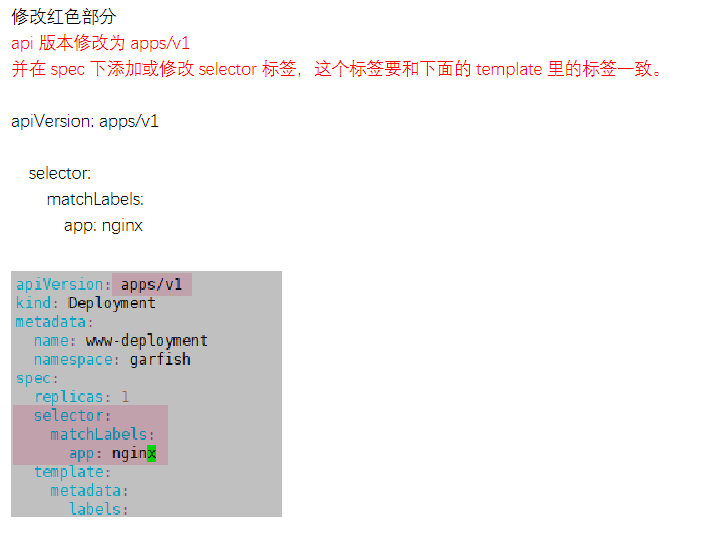 修改红色部分
api 版本修改为 apps/v1
并在 spec 下添加或修改 selector 标签，这个标签要和下面的 template 里的标签一致。
apiVersion: apps/v1
selector:
matchLabels:
app: nginx
apiVersion: apps/v1
kind: Deployment
metadata:
name: www-deployment
namespace: garfish
spec:
replicas: 1
selector:
matchLabels:
app: nginx
template:
metadata:
labels: